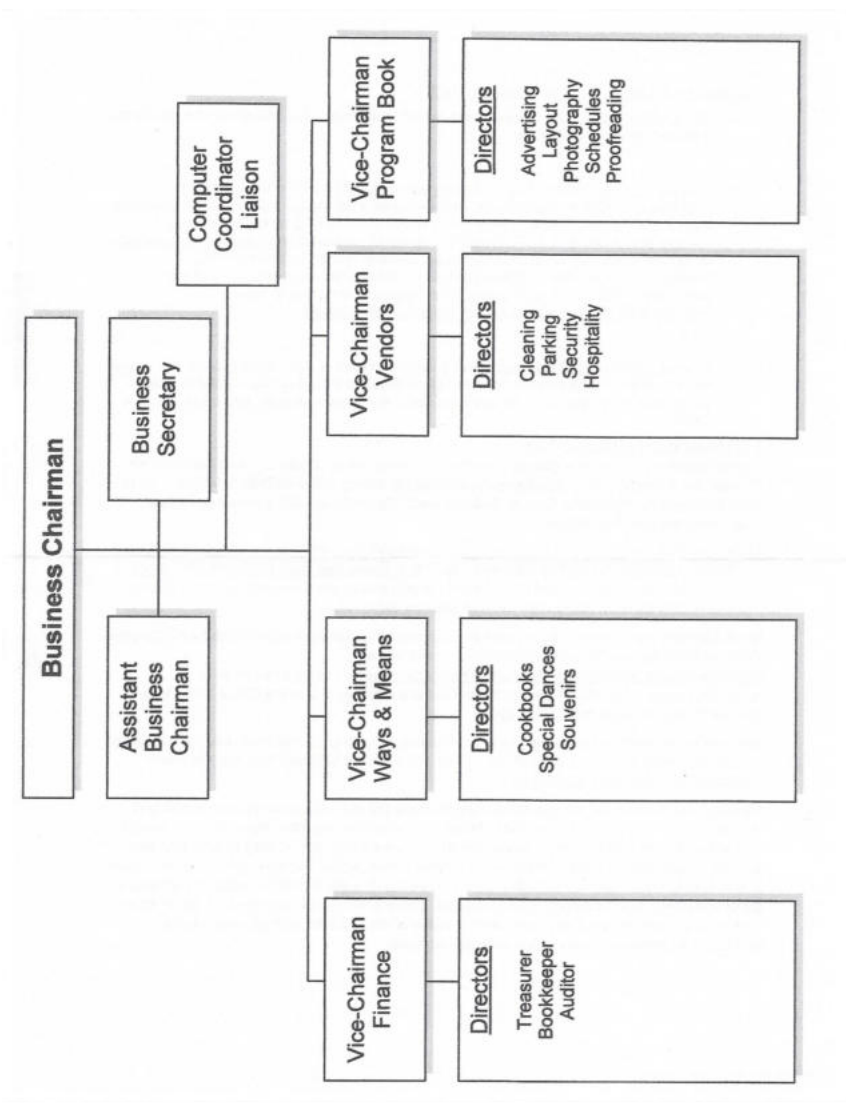 Business Chairman
Assistant
Business
Chairman
Business
Secretary
Computer
Coordinator
Liaison
Vice-Chairman
Finance
Vice-Chairman
Ways & Means
Vice-Chairman
Vendors
Vice-Chairman
Program Book
Directors
Treasurer
Bookkeeper
Auditor
Directors
Cookbooks
Special Dances
Souvenirs
Directors
Cleaning
Parking
Security
Hospitality
Directors
Advertising
Layout
Photography
Schedules
Proofreading